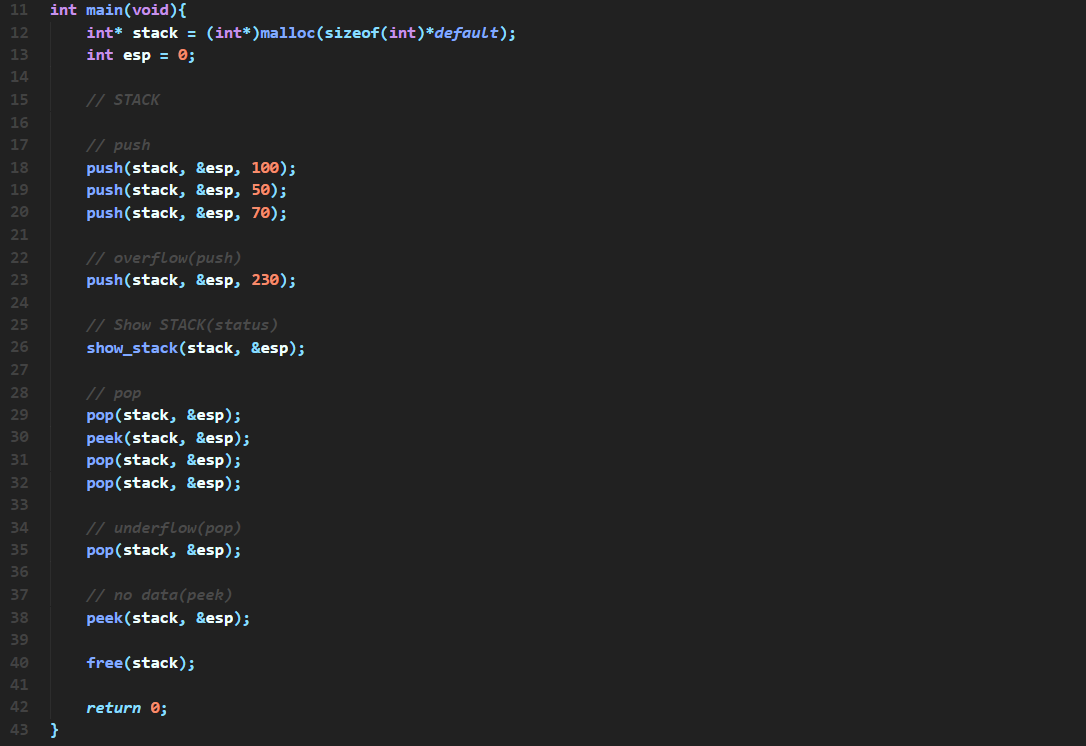 11 int main(void){
12 int* stack = (int*)malloc(sizeof(int)*default);
13 int esp = 0;
14
15 // STACK
16
17 // push
18 push(stack, &esp, 100);
19 push(stack, &esp, 50);
20 push(stack, &esp, 70);
21
22 // overflow(push)
23 push(stack, &esp, 230);
24
25 // Show STACK(status)
26 show_stack(stack, &esp);
27
28 // pop
29 pop(stack, &esp);
30 peek(stack, &esp);
31 pop(stack, &esp);
32 pop(stack, &esp);
33
34 // underflow(pop)
35 pop(stack, &esp);
36
37 // no data(peek)
38 peek(stack, &esp);
39
40 free(stack);
41
42 return 0;
43 }